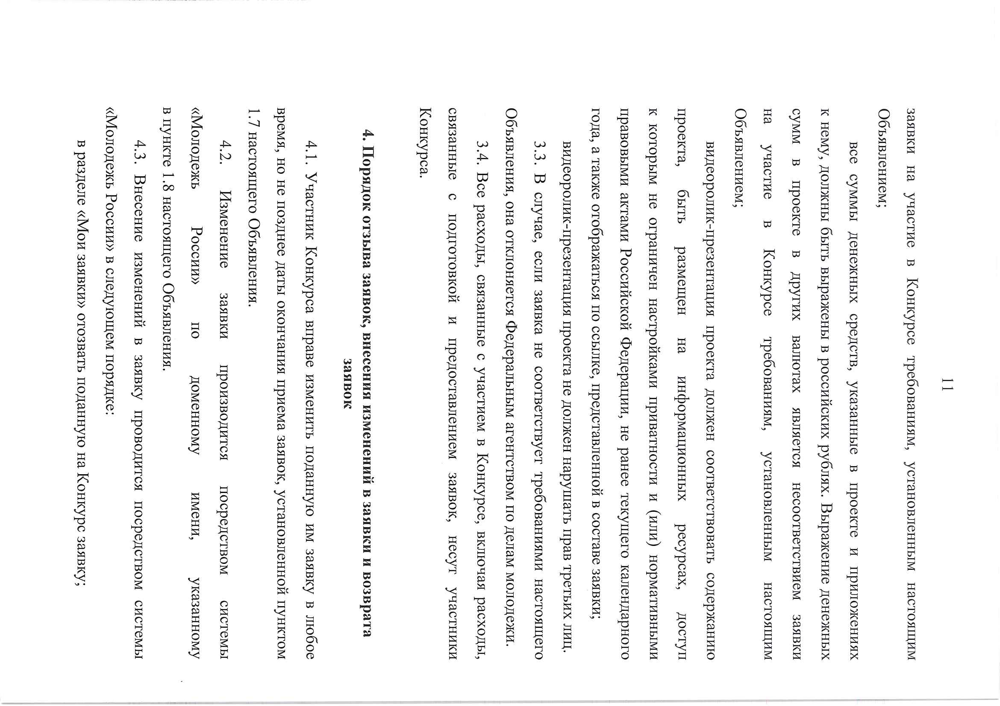 11
заявки на участие в Конкурсе требованиям, установленным настоящим
Объявлением;
все суммы денежных средств, указанные в проекте и приложениях
к нему, должны быть выражены в российских рублях. Выражение денежных
сумм в проекте в других валютах является несоответствием заявки
на участие в Конкурсе требованиям, установленным настоящим
Объявлением;
видеоролик-презентация проекта должен соответствовать содержанию
проекта, быть размещен на информационных ресурсах, доступ
к которым не ограничен настройками приватности и (или) нормативными
правовыми актами Российской Федерации, не ранее текущего календарного
года, а также отображаться по ссылке, представленной в составе заявки;
видеоролик-презентация проекта не должен нарушать прав третьих лиц.
3.3. В случае, если заявка не соответствует требованиями настоящего
Объявления, она отклоняется Федеральным агентством по делам молодежи.
3.4. Все расходы, связанные с участием в Конкурсе, включая расходы,
связанные с подготовкой и предоставлением заявок, несут участники
Конкурса.
4. Порядок отзыва заявок, внесения изменений в заявки и возврата
заявок
4.1. Участник Конкурса вправе изменить поданную им заявку в любое
время, но не позднее даты окончания приема заявок, установленной пунктом
1.7 настоящего Объявления.
4.2. Изменение заявки производится посредством системы
«Молодежь России» по доменному имени, указанному
в пункте 1.8 настоящего Объявления.
4.3. Внесение изменений в заявку проводится посредством системы
«Молодежь России» в следующем порядке:
в разделе «Мои заявки» отозвать поданную на Конкурс заявку;